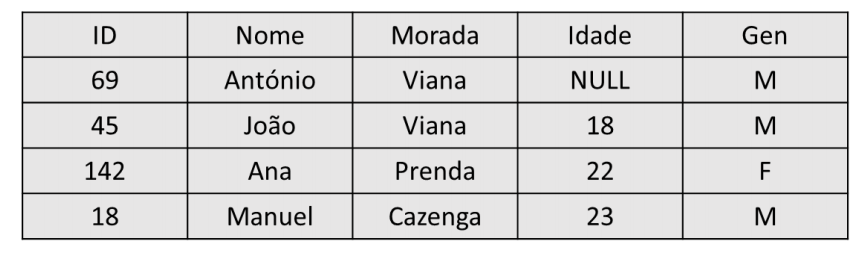 ID Nome Morada Idade Gen
69 António Viana NULL M
45 João Viana 18 M
142 Ana Prenda 22 F
18 Manuel Cazenga 23 M